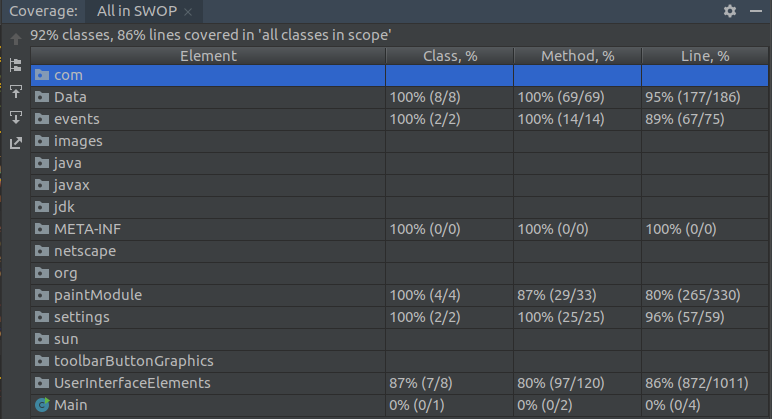 Coverage: All in SWOP
92% classes, 86% lines covered in 'all classes in scope'
Element Class, % Method, % Line, %
com
Data 100% (8/8) 100% (69/69) 95% (177/186)
events 100% (2/2) 100% (14/14) 89% (67/75)
images
java
javax
jdk
META-INF 100% (0/0) 100% (0/0) 100% (0/0)
netscape
org
paintModule 100% (4/4) 87% (29/33) 80% (265/330)
settings 100% (2/2) 100% (25/25) 96% (57/59)
sun
toolbarButtonGraphics
UserInterfaceElements 87% (7/8) 80% (97/120) 86% (872/1011)
Main 0% (0/1) 0% (0/2) 0% (0/4)